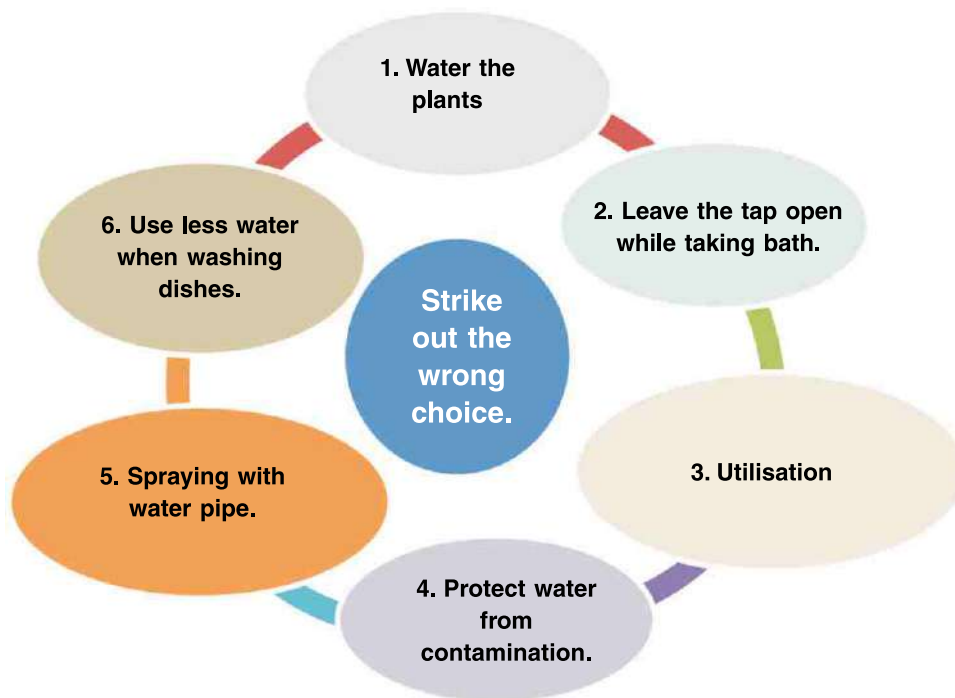 1. Water the
plants
2. Leave the tap open
while taking bath.
3. Utilisation
4. Protect water
from
contamination.
5. Spraying with
water pipe.
6. Use less water
when washing
dishes.
Strike
out the
wrong
choice.